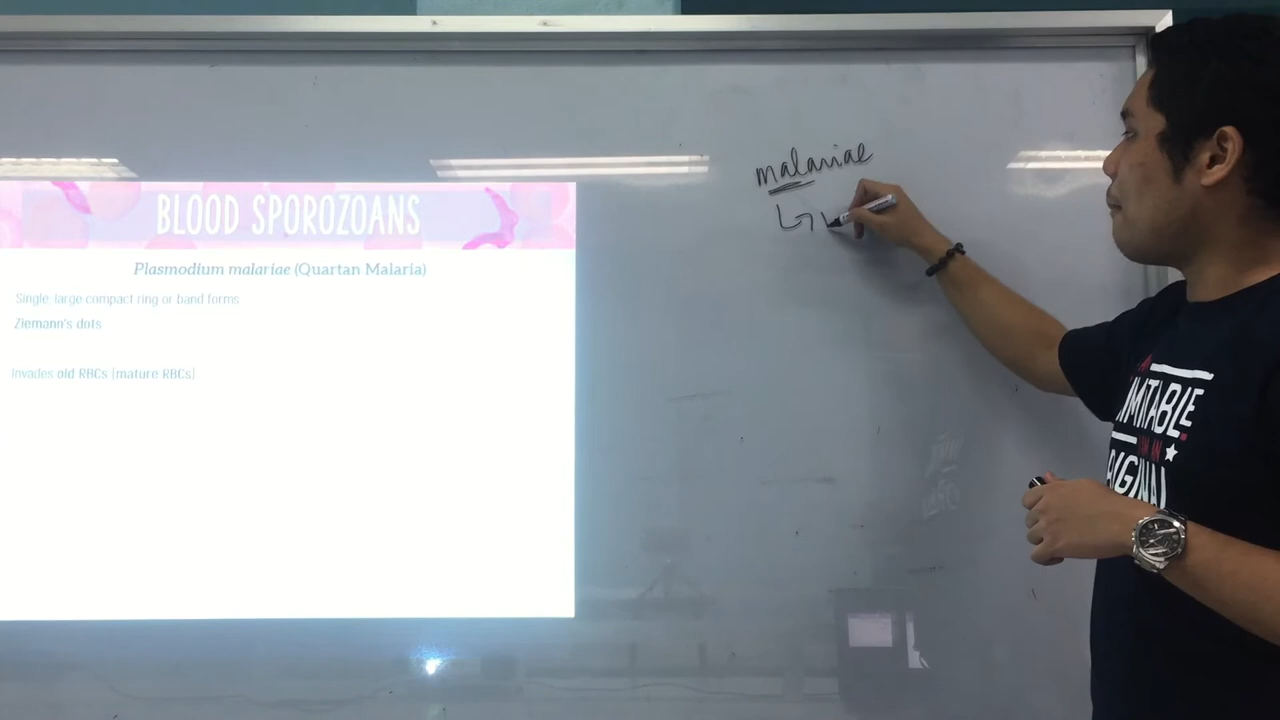 malariae
BLOOD SPOROZOANS
Plasmodium malariae (Quartan Malaria)
Single: large compact ring or band forms
Ziemann's dots
Invades old RBCs (mature RBCs)